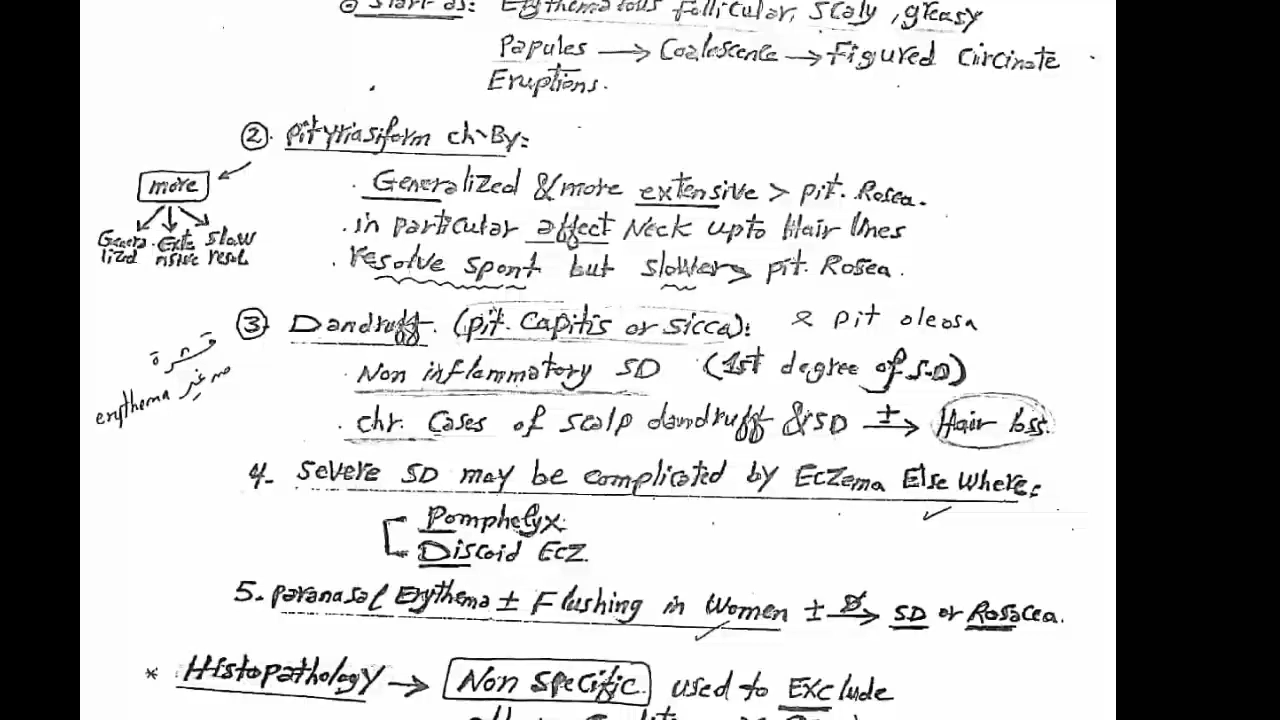 Start as: Erythematous follicular, scaly, greasy
Papules → Coalescence → Figured Circinate
Eruptions.
② pityriasiform ch. By:
more
Genera lized
Exte nsive
Slow resol
. Generalized & more extensive > pit. Rosea.
. in particular affect Neck upto Hair lines
. resolve spont but slower > pit. Rosea.
③ Dandruff. (pit. Capitis or sicca): & pit oleosa
قشرة
من غير erythema
. Non inflammatory SD (1st degree of S.D)
. chr. Cases of scalp dandruff & SD ± → Hair loss.
4- Severe SD may be complicated by Eczema Else where:
Pompholyx
Discoid Ecz.
5- paranasal Erythema ± Flushing in Women ± → SD or Rosacea.
* Histopathology → Non Specific. used to Exclude